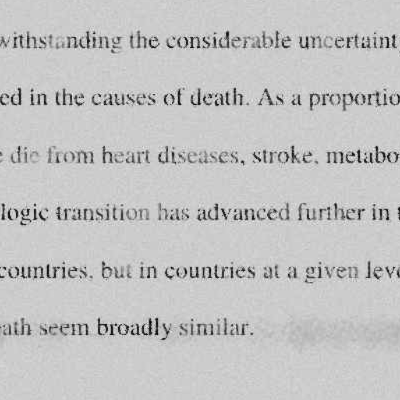 withstanding the considerable uncertaint
ed in the causes of death. As a proportio
e die from heart diseases, stroke, metabo
logic transition has advanced further in t
countries, but in countries at a given leve
ath seem broadly similar.